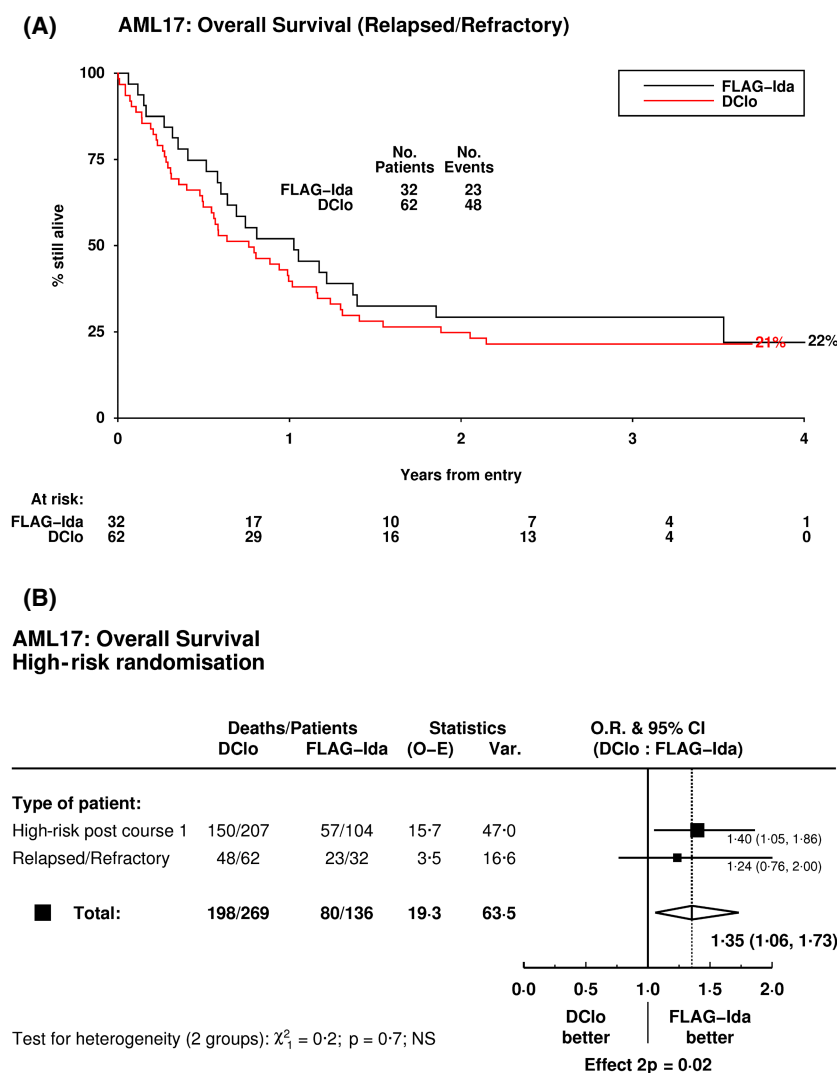 (A)
AML17: Overall Survival (Relapsed/Refractory)
100
75
50
25
0
% still alive
FLAG–Ida
DClo
No. No.
Patients Events
FLAG–Ida 32 23
DClo 62 48
21%
22%
0 1 2 3 4
Years from entry
At risk:
FLAG–Ida 32 17 10 7 4 1
DClo 62 29 16 13 4 0
(B)
AML17: Overall Survival
High-risk randomisation
Deaths/Patients Statistics O.R. & 95% CI
DClo FLAG–Ida (O–E) Var. (DClo : FLAG–Ida)
Type of patient:
High-risk post course 1 150/207 57/104 15·7 47·0 1·40 (1·05, 1·86)
Relapsed/Refractory 48/62 23/32 3·5 16·6 1·24 (0·76, 2·00)
Total: 198/269 80/136 19·3 63·5
1·35 (1·06, 1·73)
0·0 0·5 1·0 1·5 2·0
DClo FLAG–Ida
better better
Test for heterogeneity (2 groups): χ²₁ = 0·2; p = 0·7; NS
Effect 2p = 0·02